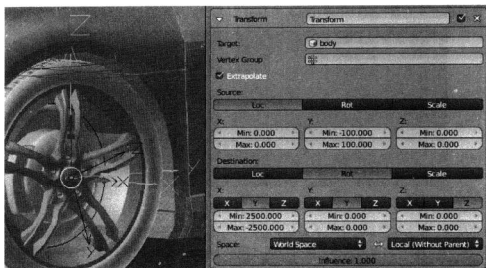 Z
Transform
Transform
Target:
body
Vertex Group
Extrapolate
Source:
Loc
Rot
Scale
X:
Y:
Z:
Min: 0.000
Min: -100.000
Min: 0.000
Max: 0.000
Max: 100.000
Max: 0.000
Destination:
Loc
Rot
Scale
X:
Y:
Z:
X Y Z
X Y Z
X Y Z
Min: 2500.000
Min: 0.000
Min: 0.000
Max: -2500.000
Max: 0.000
Max: 0.000
Space:
World Space
Local (Without Parent)
Influence: 1.000